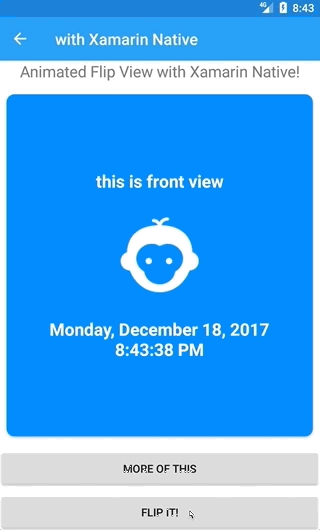 4G 8:43
with Xamarin Native
Animated Flip View with Xamarin Native!
this is front view
Monday, December 18, 2017
8:43:38 PM
MORE OF THIS
FLIP IT!